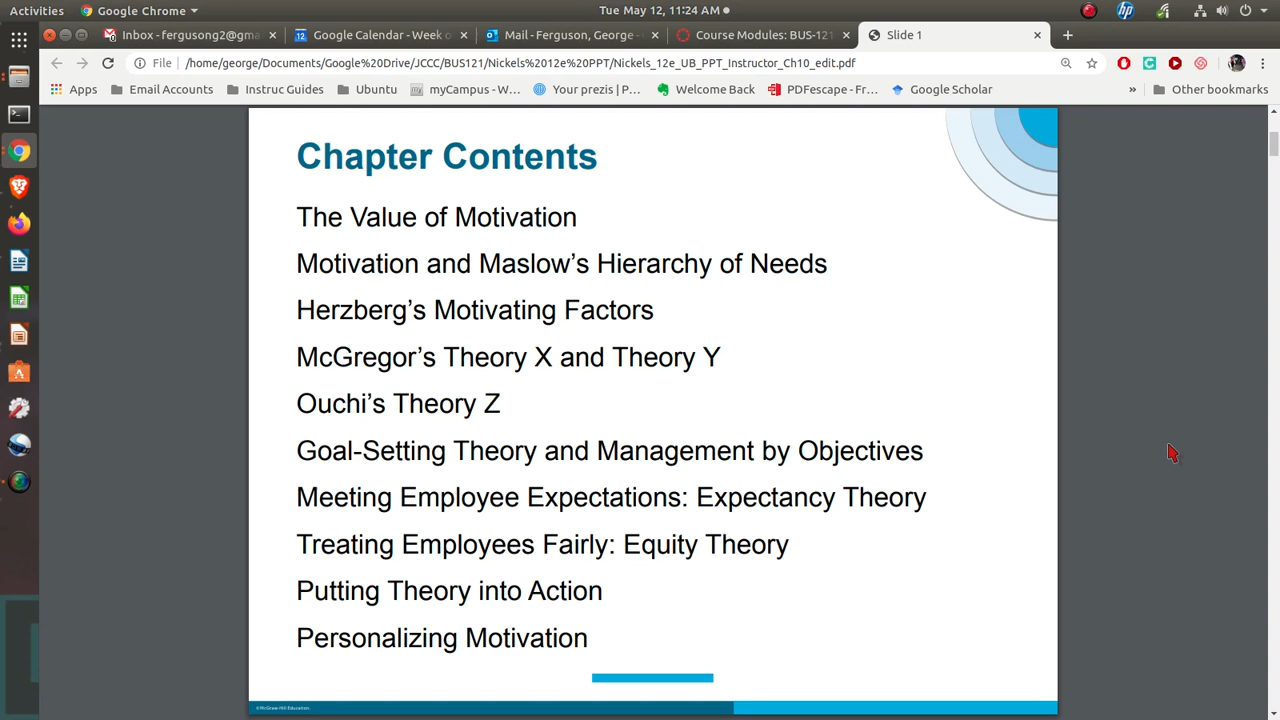 Activities
Google Chrome
Tue May 12, 11:24 AM
Inbox - fergusong2@gma
Google Calendar - Week o
Mail - Ferguson, George -
Course Modules: BUS-121
Slide 1
File
/home/george/Documents/Google%20Drive/JCCC/BUS121/Nickels%2012e%20PPT/Nickels_12e_UB_PPT_Instructor_Ch10_edit.pdf
Apps
Email Accounts
Instruc Guides
Ubuntu
myCampus - W...
Your prezis | P...
Welcome Back
PDFescape - Fr...
Google Scholar
»
Other bookmarks
Chapter Contents
The Value of Motivation
Motivation and Maslow’s Hierarchy of Needs
Herzberg’s Motivating Factors
McGregor’s Theory X and Theory Y
Ouchi’s Theory Z
Goal-Setting Theory and Management by Objectives
Meeting Employee Expectations: Expectancy Theory
Treating Employees Fairly: Equity Theory
Putting Theory into Action
Personalizing Motivation
©McGraw-Hill Education.